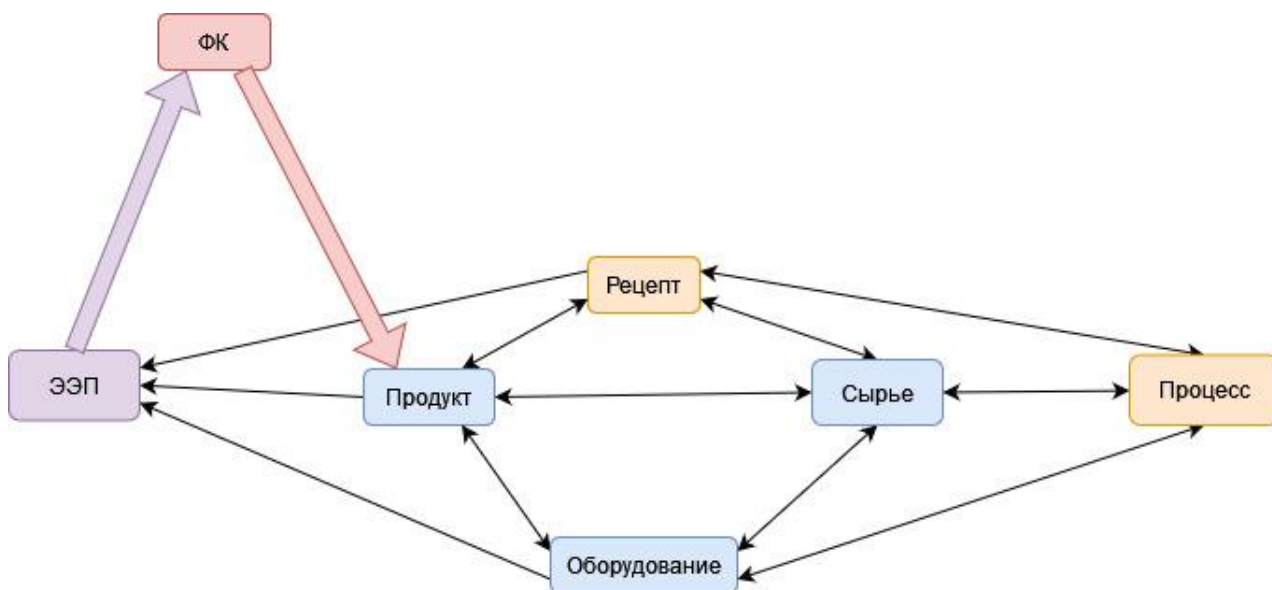 ФК
Рецепт
ЭЭП
Продукт
Сырье
Процесс
Оборудование